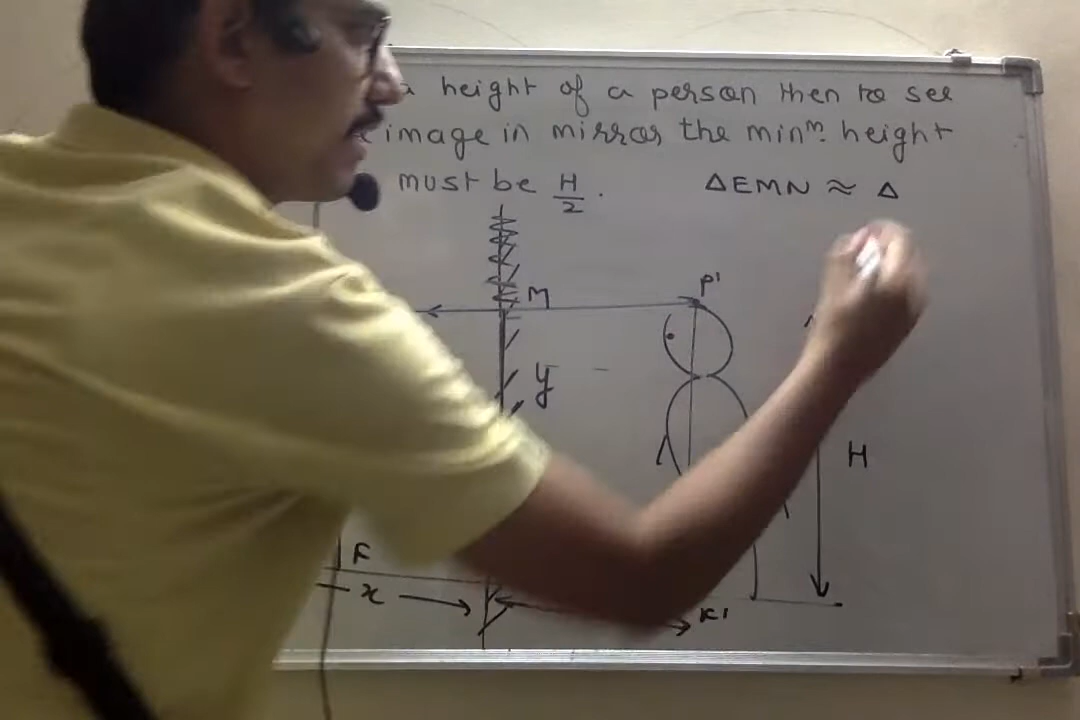 height of a person then to see
image in mirror the minᵐ. height
must be H/2. ΔEMN ≈ Δ
M P'
y
H
F
x K'